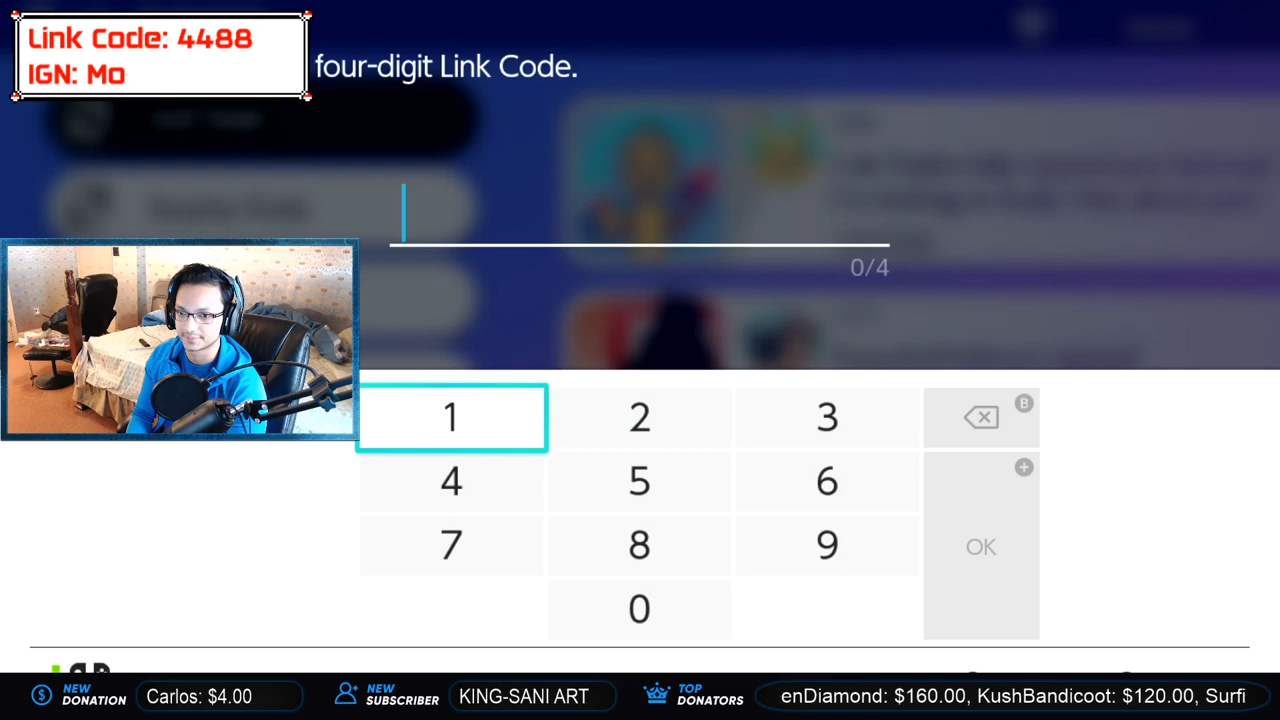 Link Code: 4488
IGN: Mo
four-digit Link Code.
0/4
1 2 3
B
4 5 6
+
7 8 9
OK
0
NEW DONATION
Carlos: $4.00
NEW SUBSCRIBER
KING-SANI ART
TOP DONATORS
enDiamond: $160.00, KushBandicoot: $120.00, Surfi